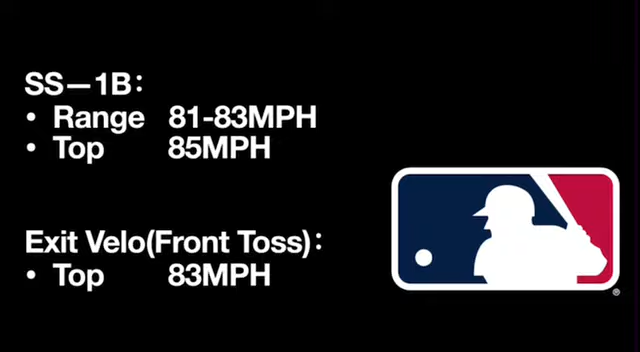 SS—1B:
• Range 81-83MPH
• Top 85MPH
Exit Velo(Front Toss):
• Top 83MPH
®